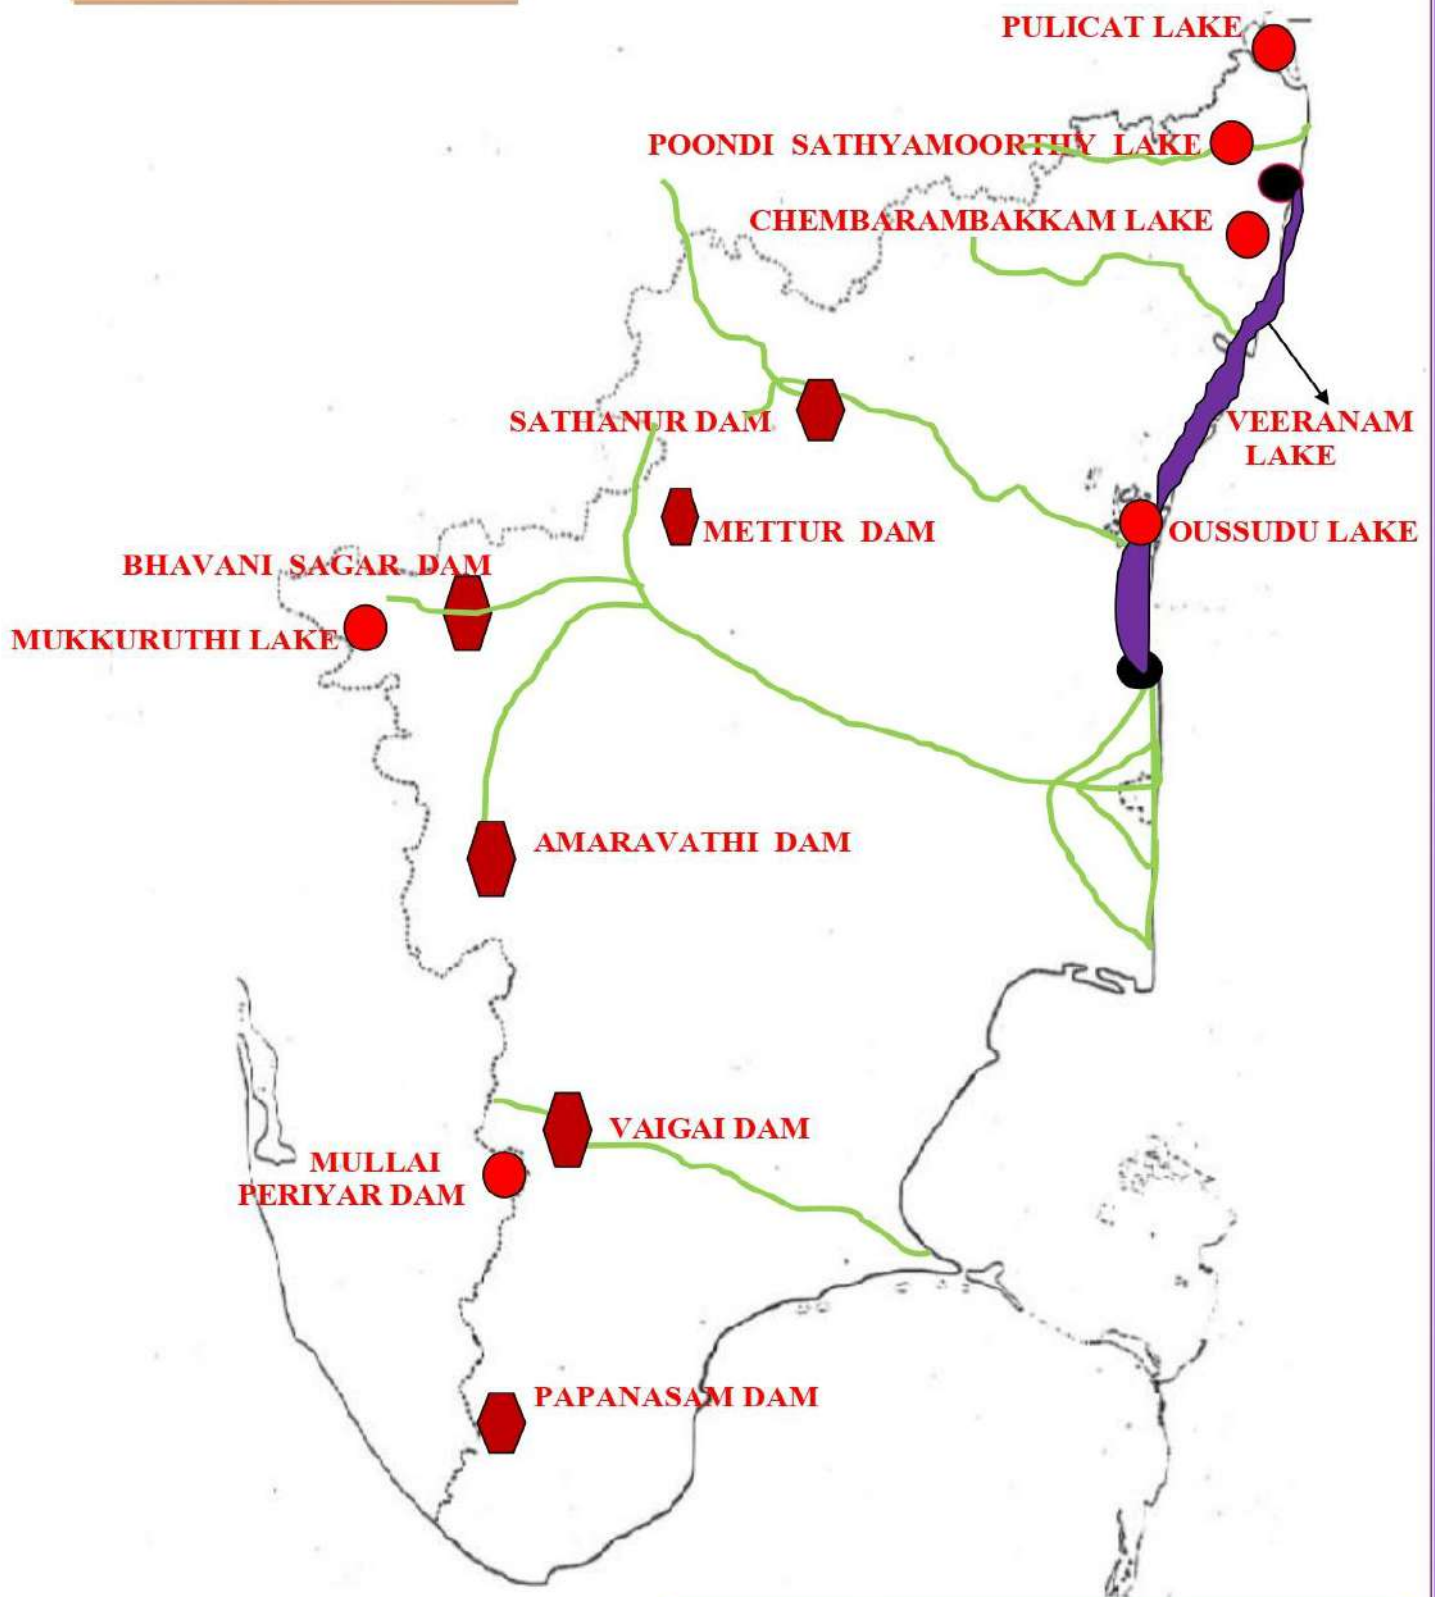 PULICAT LAKE
POONDI SATHYAMOORTHY LAKE
CHEMBARAMBAKKAM LAKE
SATHANUR DAM
VEERANAM
LAKE
METTUR DAM
OUSSUDU LAKE
BHAVANI SAGAR DAM
MUKKURUTHI LAKE
AMARAVATHI DAM
VAIGAI DAM
MULLAI
PERIYAR DAM
PAPANASAM DAM